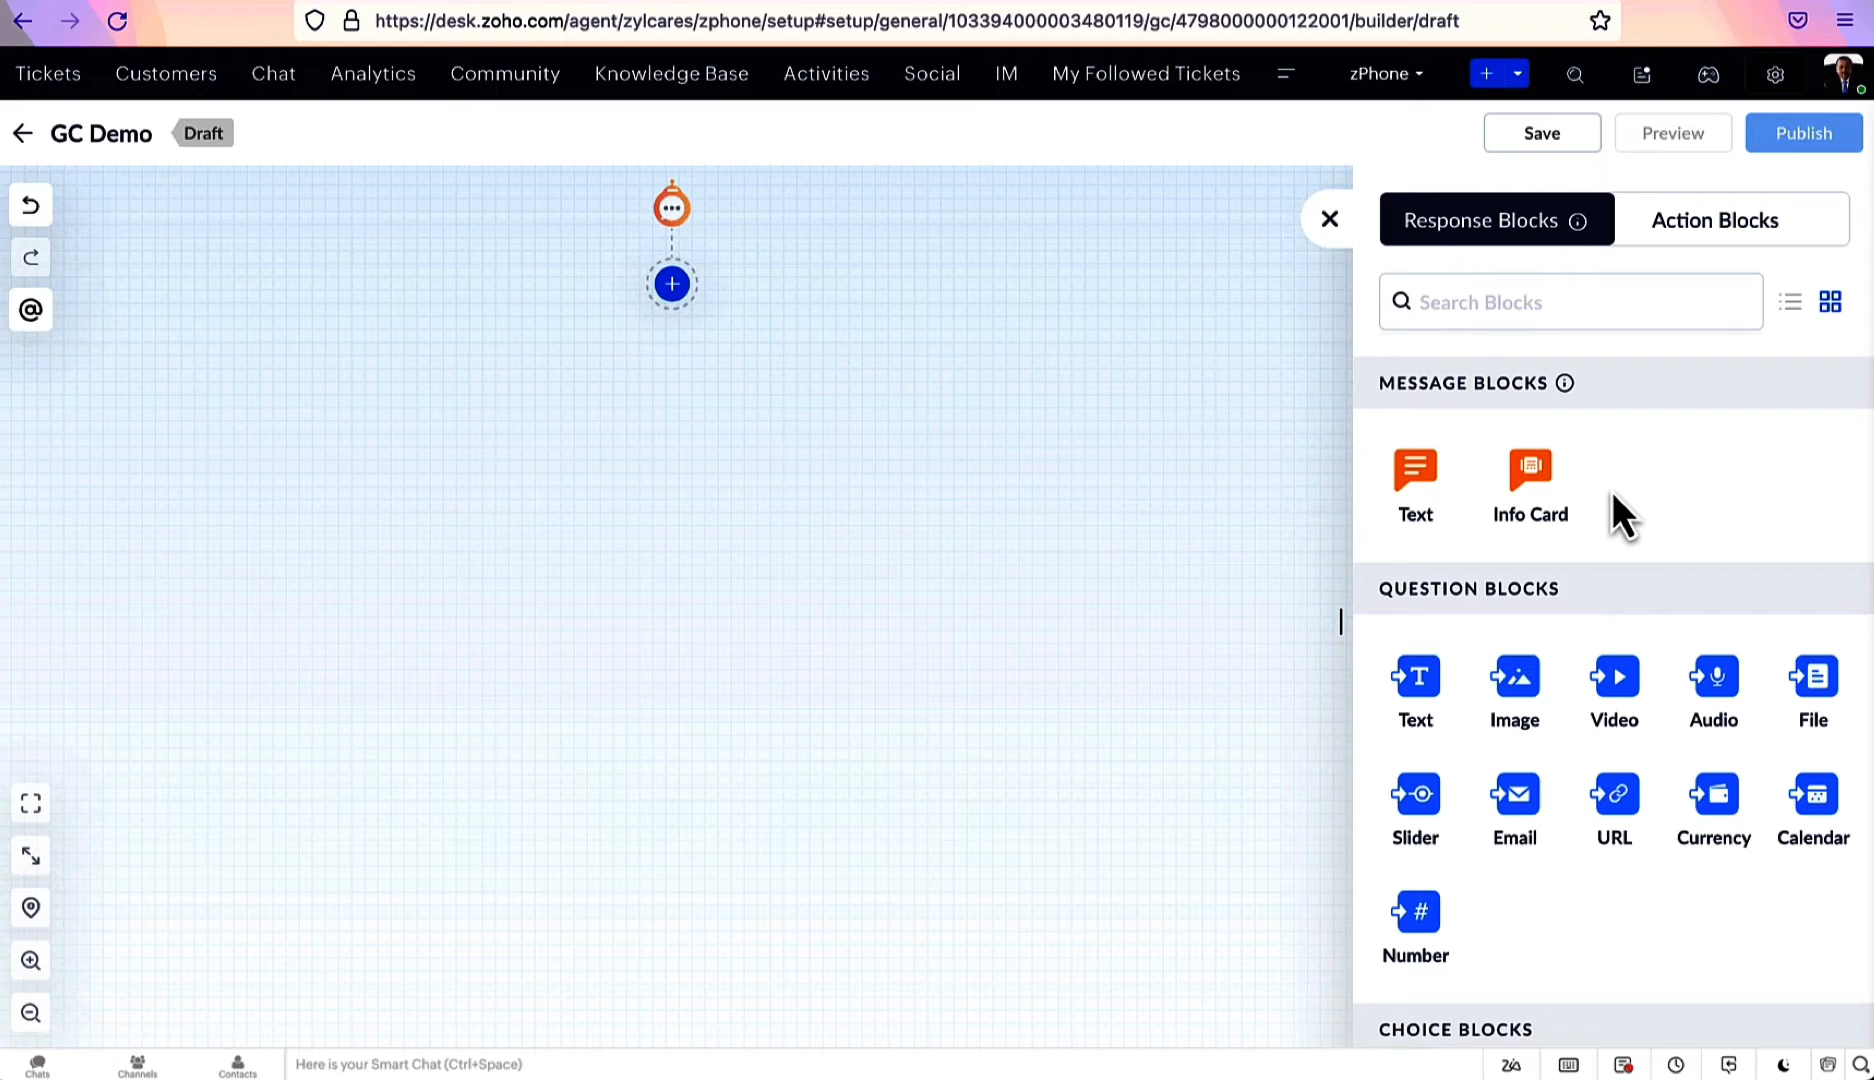 https://desk.zoho.com/agent/zylcares/zphone/setup#setup/general/103394000003480119/gc/4798000000122001/builder/draft
Tickets Customers Chat Analytics Community Knowledge Base Activities Social IM My Followed Tickets zPhone
GC Demo Draft Save Preview Publish
Response Blocks Action Blocks
Search Blocks
MESSAGE BLOCKS
Text Info Card
QUESTION BLOCKS
Text Image Video Audio File
Slider Email URL Currency Calendar
Number
CHOICE BLOCKS
Chats Channels Contacts Here is your Smart Chat (Ctrl+Space)